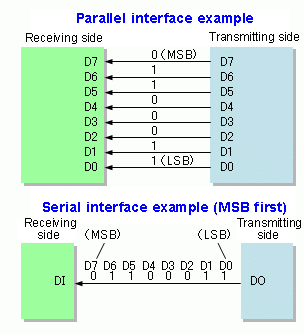 Parallel interface example
Receiving side Transmitting side
D7 0(MSB) D7
D6 1 D6
D5 1 D5
D4 0 D4
D3 0 D3
D2 0 D2
D1 1 D1
D0 1(LSB) D0
Serial interface example (MSB first)
Receiving side Transmitting side
(MSB) (LSB)
D7 D6 D5 D4 D3 D2 D1 D0
0 1 1 0 0 0 1 1
DI DO